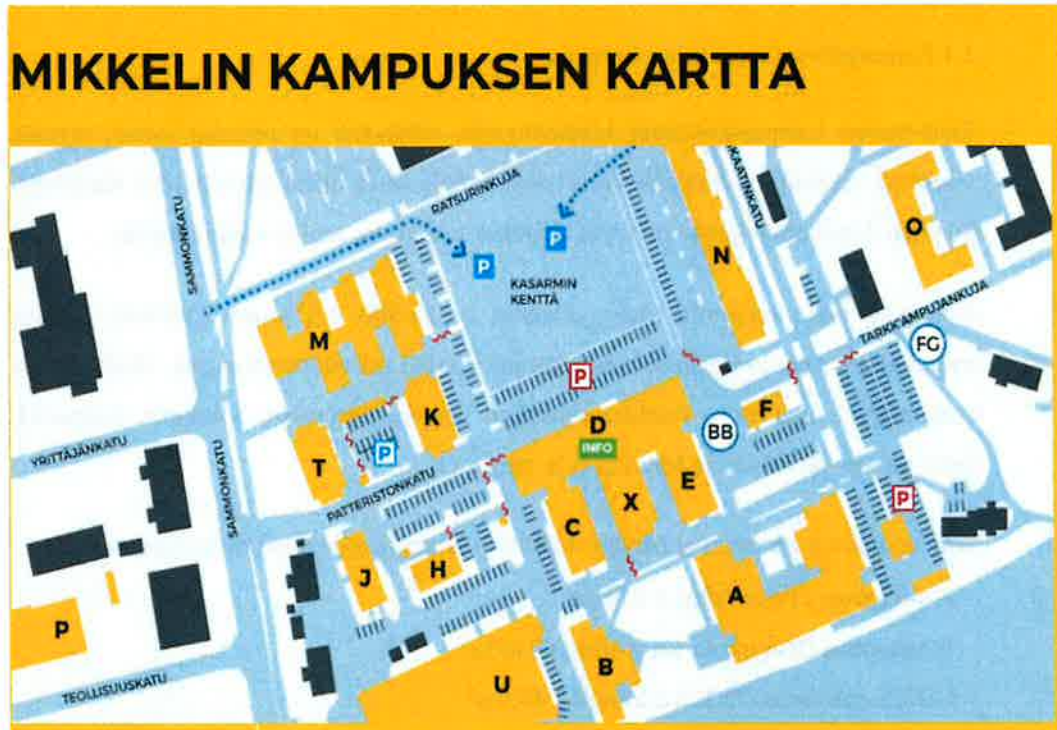 MIKKELIN KAMPUKSEN KARTTA
RATSURINKUJA
SAMMONKATU
O
N
P
P
KASARMIN
KENTTÄ
TARKK'AMPUJANKUJA
FG
M
P
K
D
INFO
F
BB
YRITTÄJÄNKATU
T
P
PATTERISTONKATU
E
X
C
P
SAMMONKATU
J
H
A
P
B
U
TEOLLISUUSKATU